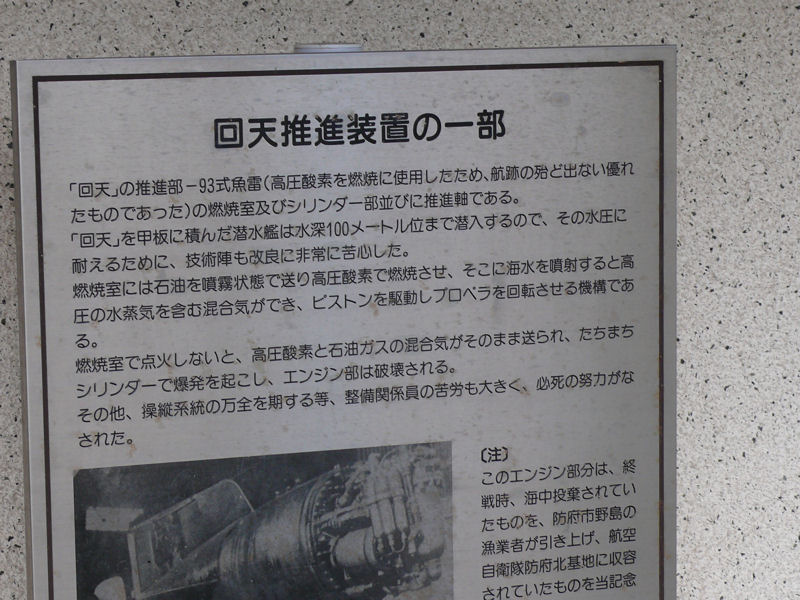 回天推進装置の一部
「回天」の推進部－93式魚雷(高圧酸素を燃焼に使用したため、航跡の殆ど出ない優れ
たものであった)の燃焼室及びシリンダー部並びに推進軸である。
「回天」を甲板に積んだ潜水艦は水深100メートル位まで潜入するので、その水圧に
耐えるために、技術陣も改良に非常に苦心した。
燃焼室には石油を噴霧状態で送り高圧酸素で燃焼させ、そこに海水を噴射すると高
圧の水蒸気を含む混合気ができ、ピストンを駆動しプロペラを回転させる機構であ
る。
燃焼室で点火しないと、高圧酸素と石油ガスの混合気がそのまま送られ、たちまち
シリンダーで爆発を起こし、エンジン部は破壊される。
その他、操縦系統の万全を期する等、整備関係員の苦労も大きく、必死の努力がな
された。
〔注〕
このエンジン部分は、終
戦時、海中投棄されてい
たものを、防府市野島の
漁業者が引き上げ、航空
自衛隊防府北基地に収容
されていたものを当記念